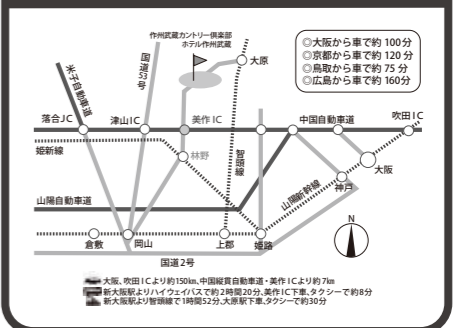 作州武蔵カントリー倶楽部
ホテル作州武蔵
◎大阪から車で約100分
◎京都から車で約120分
◎鳥取から車で約75分
◎広島から車で約160分
国道53号
大原
米子自動車道
落合JC
津山IC
美作IC
中国自動車道
吹田IC
姫新線
林野
智頭線
大阪
山陽新幹線
神戸
山陽自動車道
N
倉敷
岡山
上郡
姫路
国道2号
大阪、吹田ICより約150km、中国縦貫自動車道・美作ICより約7km
新大阪駅よりハイウェイバスで約2時間20分、美作IC下車、タクシーで約8分
新大阪駅より智頭線で1時間52分、大原駅下車、タクシーで約30分